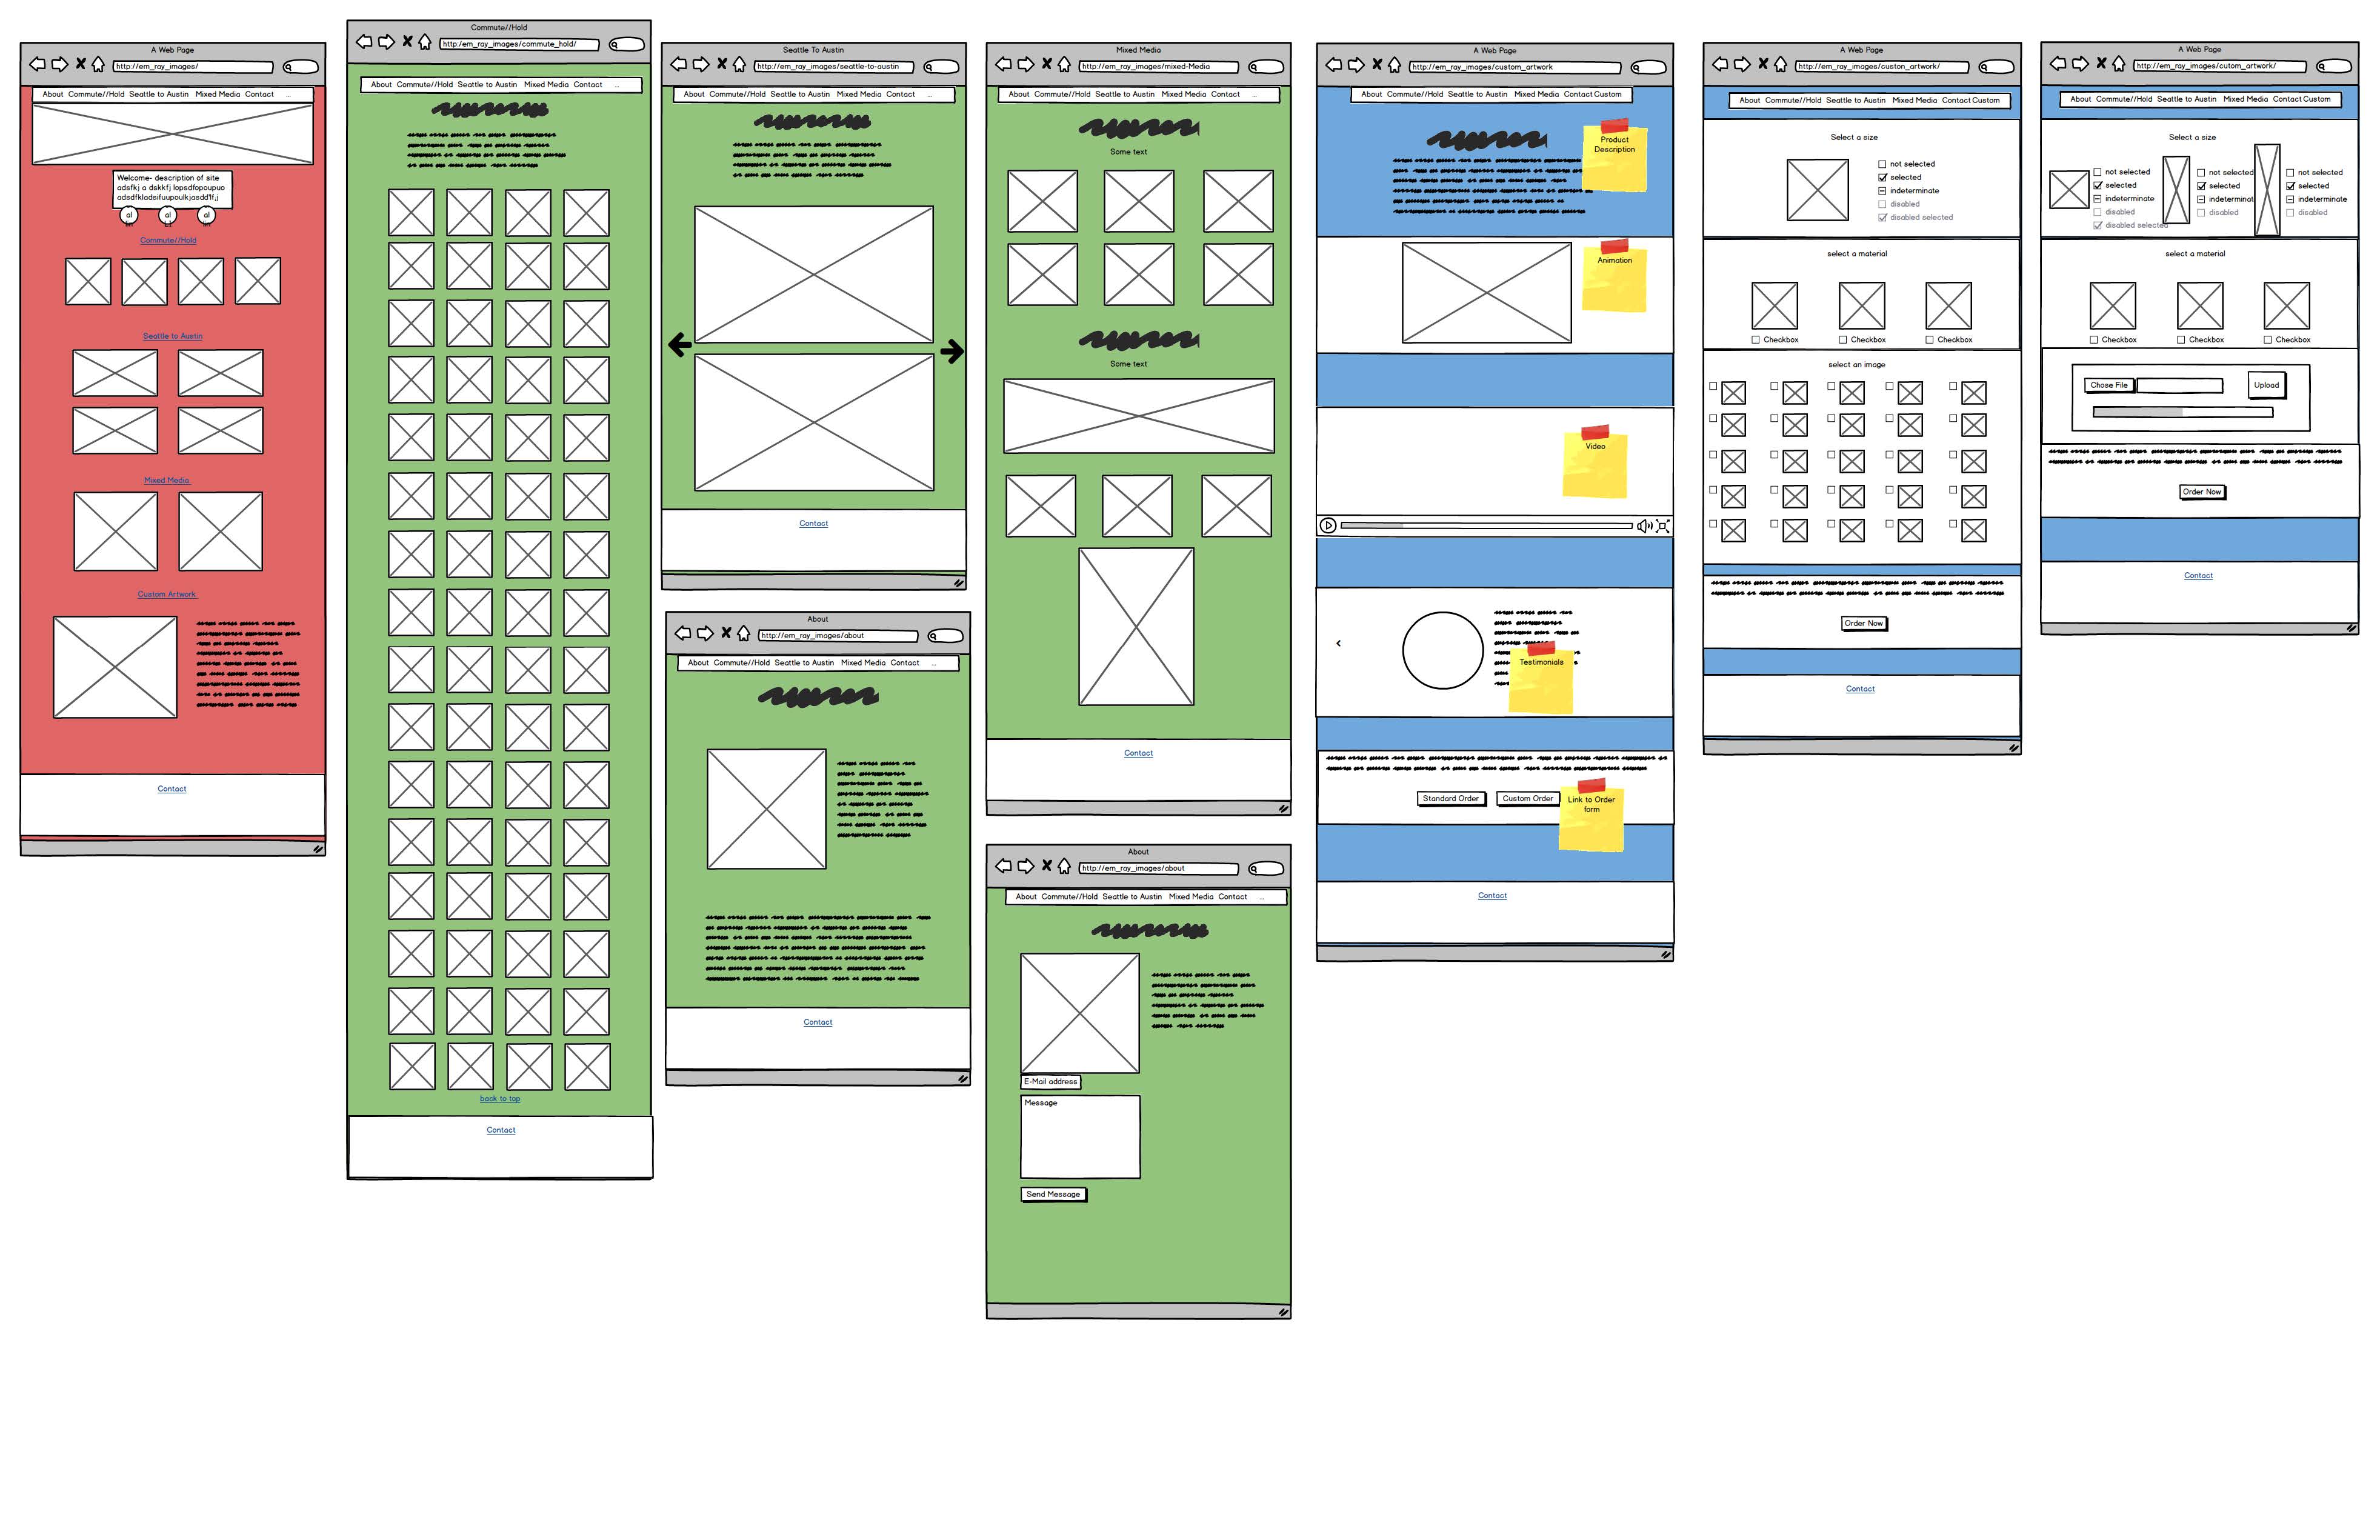 A Web Page
http://em_ray_images/
About Commute//Hold Seattle to Austin Mixed Media Contact ...
Welcome- description of site
adsfkj a dskkfj lopsdfopoupuo
adsdfkladsifuupoulkjasddlf;j
al al al
Commute//Hold
Seattle to Austin
Mixed Media
Custom Artwork
Contact
Commute//Hold
http:/em_ray_images/commute_hold/
About Commute//Hold Seattle to Austin Mixed Media Contact ...
back to top
Contact
Seattle To Austin
http://em_ray_images/seattle-to-austin
About Commute//Hold Seattle to Austin Mixed Media Contact ...
Contact
About
http://em_ray_images/about
About Commute//Hold Seattle to Austin Mixed Media Contact ...
Contact
Mixed Media
http://em_ray_images/mixed-Media
About Commute//Hold Seattle to Austin Mixed Media Contact ...
Some text
Some text
Contact
About
http://em_ray_images/about
About Commute//Hold Seattle to Austin Mixed Media Contact ...
E-Mail address
Message
Send Message
A Web Page
http://em_ray_images/custom_artwork
About Commute//Hold Seattle to Austin Mixed Media Contact Custom
Product
Description
Animation
Video
Testimonials
Standard Order Custom Order
Link to Order
form
Contact
A Web Page
http://em_ray_images/custon_artwork/
About Commute//Hold Seattle to Austin Mixed Media Contact Custom
Select a size
not selected
selected
indeterminate
disabled
disabled selected
select a material
Checkbox Checkbox Checkbox
select an image
Order Now
Contact
A Web Page
http://em_ray_images/cutom_artwork/
About Commute//Hold Seattle to Austin Mixed Media Contact Custom
Select a size
not selected not selected not selected
selected selected selected
indeterminate indeterminat indeterminate
disabled disabled disabled
disabled selected
select a material
Checkbox Checkbox Checkbox
Chose File Upload
Order Now
Contact